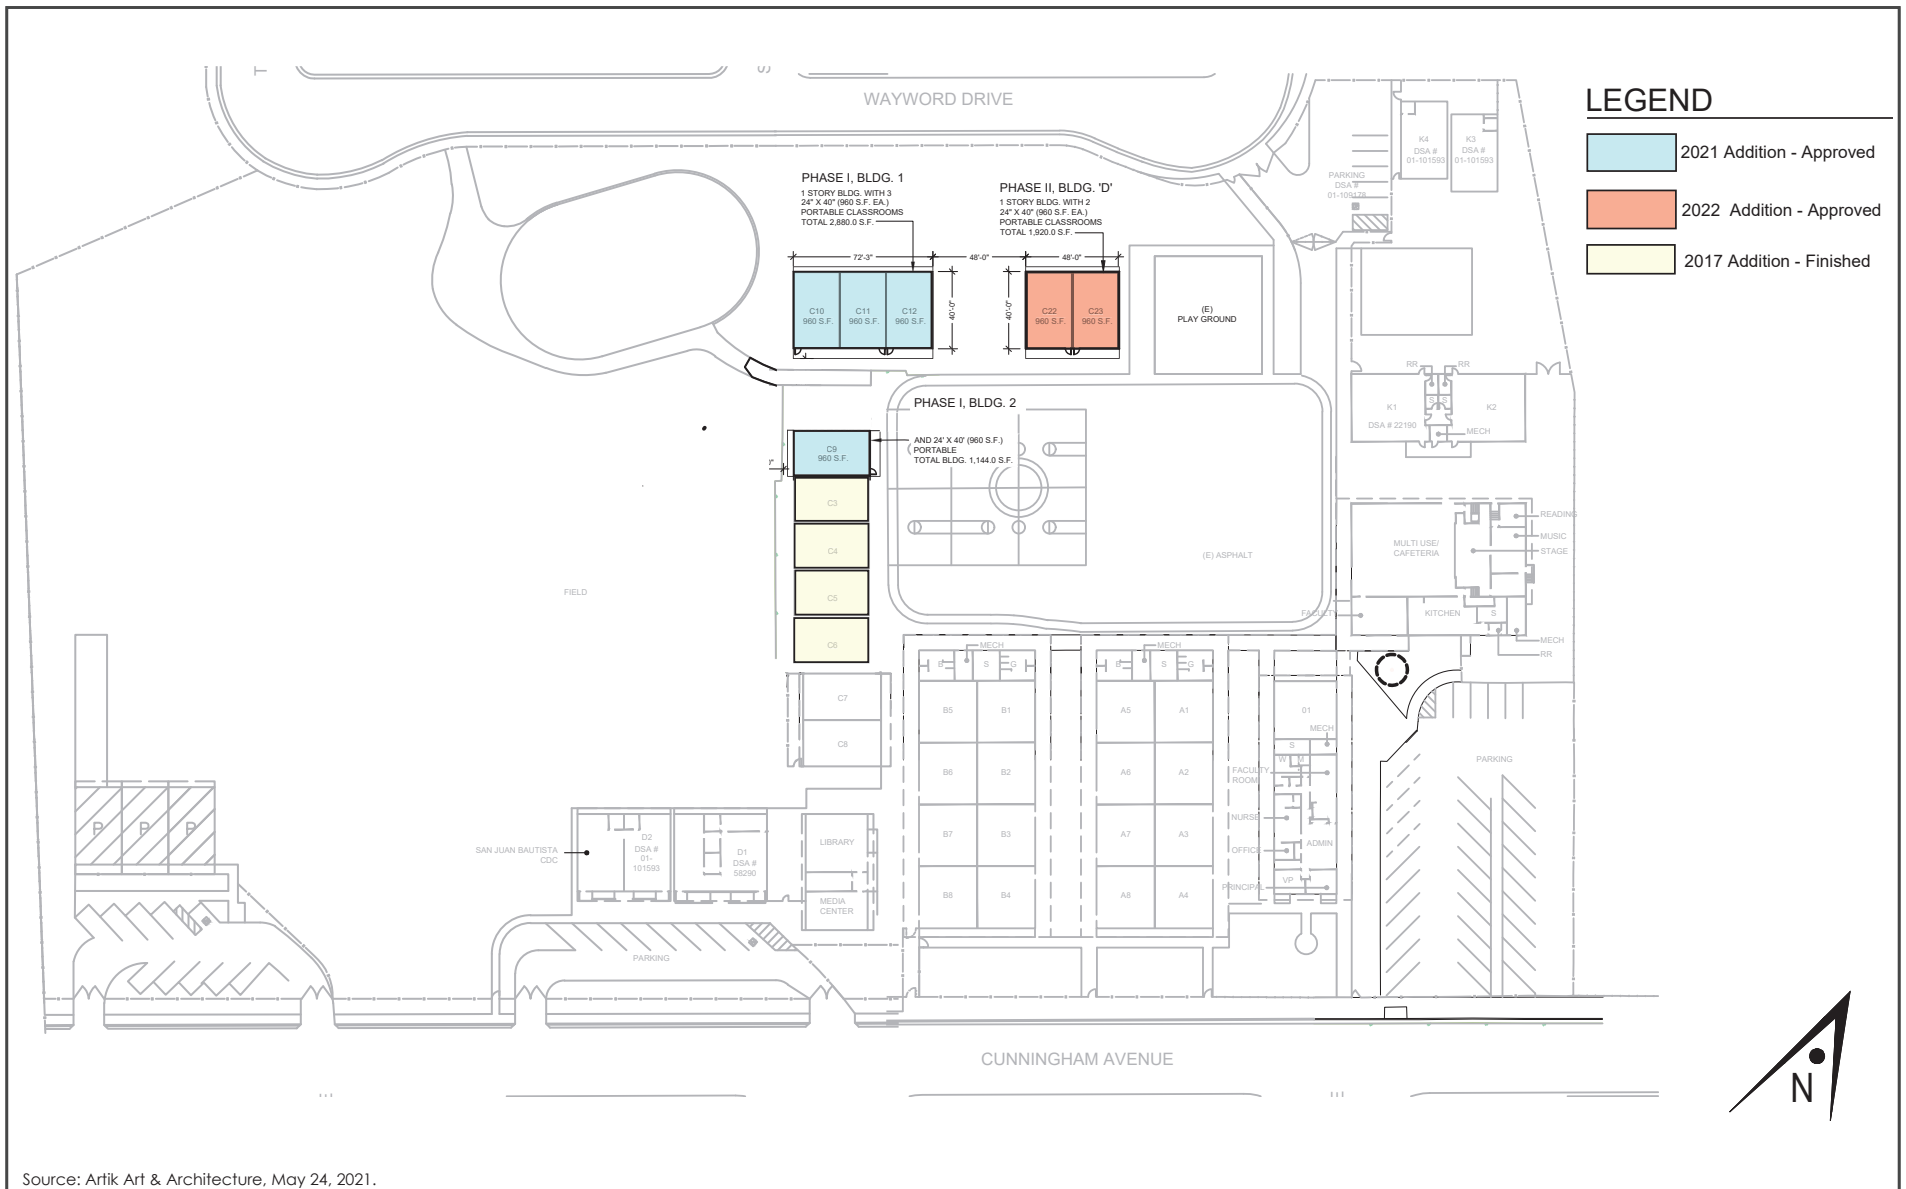 WAYWORD DRIVE
LEGEND
2021 Addition - Approved
2022 Addition - Approved
2017 Addition - Finished
PHASE I, BLDG. 1
1 STORY BLDG. WITH 3
24" X 40" (960 S.F. EA.)
PORTABLE CLASSROOMS
TOTAL 2,880.0 S.F.
PHASE II, BLDG. 'D'
1 STORY BLDG. WITH 2
24" X 40" (960 S.F. EA.)
PORTABLE CLASSROOMS
TOTAL 1,920.0 S.F.
72'-3"
48'-0"
48'-0"
C10
960 S.F.
C11
960 S.F.
C12
960 S.F.
40'-0"
40'-0"
C22
960 S.F.
C23
960 S.F.
(E)
PLAY GROUND
PARKING
DSA #
01-109178
K4
DSA #
01-101593
K3
DSA #
01-101593
RR
RR
K1
DSA # 22190
S
S
K2
MECH
PHASE I, BLDG. 2
AND 24' X 40' (960 S.F.)
PORTABLE
TOTAL BLDG. 1,144.0 S.F.
C9
960 S.F.
C3
C4
C5
C6
C7
C8
FIELD
(E) ASPHALT
MULTI USE/
CAFETERIA
READING
MUSIC
STAGE
FACULTY
KITCHEN
S
MECH
RR
MECH
B
S
G
B5
B1
B6
B2
B7
B3
B8
B4
MECH
B
S
G
A5
A1
A6
A2
A7
A3
A8
A4
01
MECH
S
W
M
FACULTY
ROOM
NURSE
OFFICE
ADMIN
VP
PRINCIPAL
PARKING
P
P
P
SAN JUAN BAUTISTA
CDC
D2
DSA #
01-
101593
D1
DSA #
58290
LIBRARY
MEDIA
CENTER
PARKING
CUNNINGHAM AVENUE
N
Source: Artik Art & Architecture, May 24, 2021.